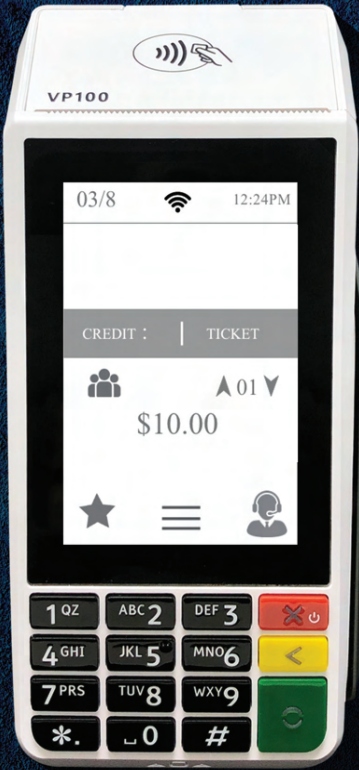 VP100
03/8 12:24PM
CREDIT : | TICKET
01
$10.00
1 QZ ABC 2 DEF 3
4 GHI JKL 5 MNO 6 <
7 PRS TUV 8 WXY 9
*. ␣0 #